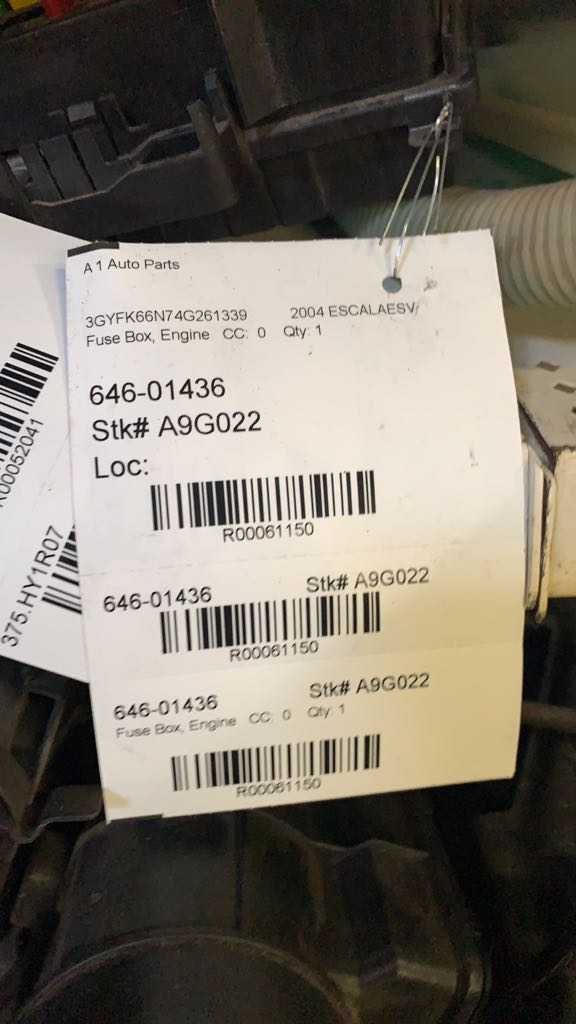 A 1 Auto Parts
3GYFK66N74G261339 2004 ESCALAESV
Fuse Box, Engine CC: 0 Qty: 1
646-01436
Stk# A9G022
Loc:
R00061150
646-01436 Stk# A9G022
R00061150
646-01436 Stk# A9G022
Fuse Box, Engine CC: 0 Qty: 1
R00061150
R00052041
375.HY1R07